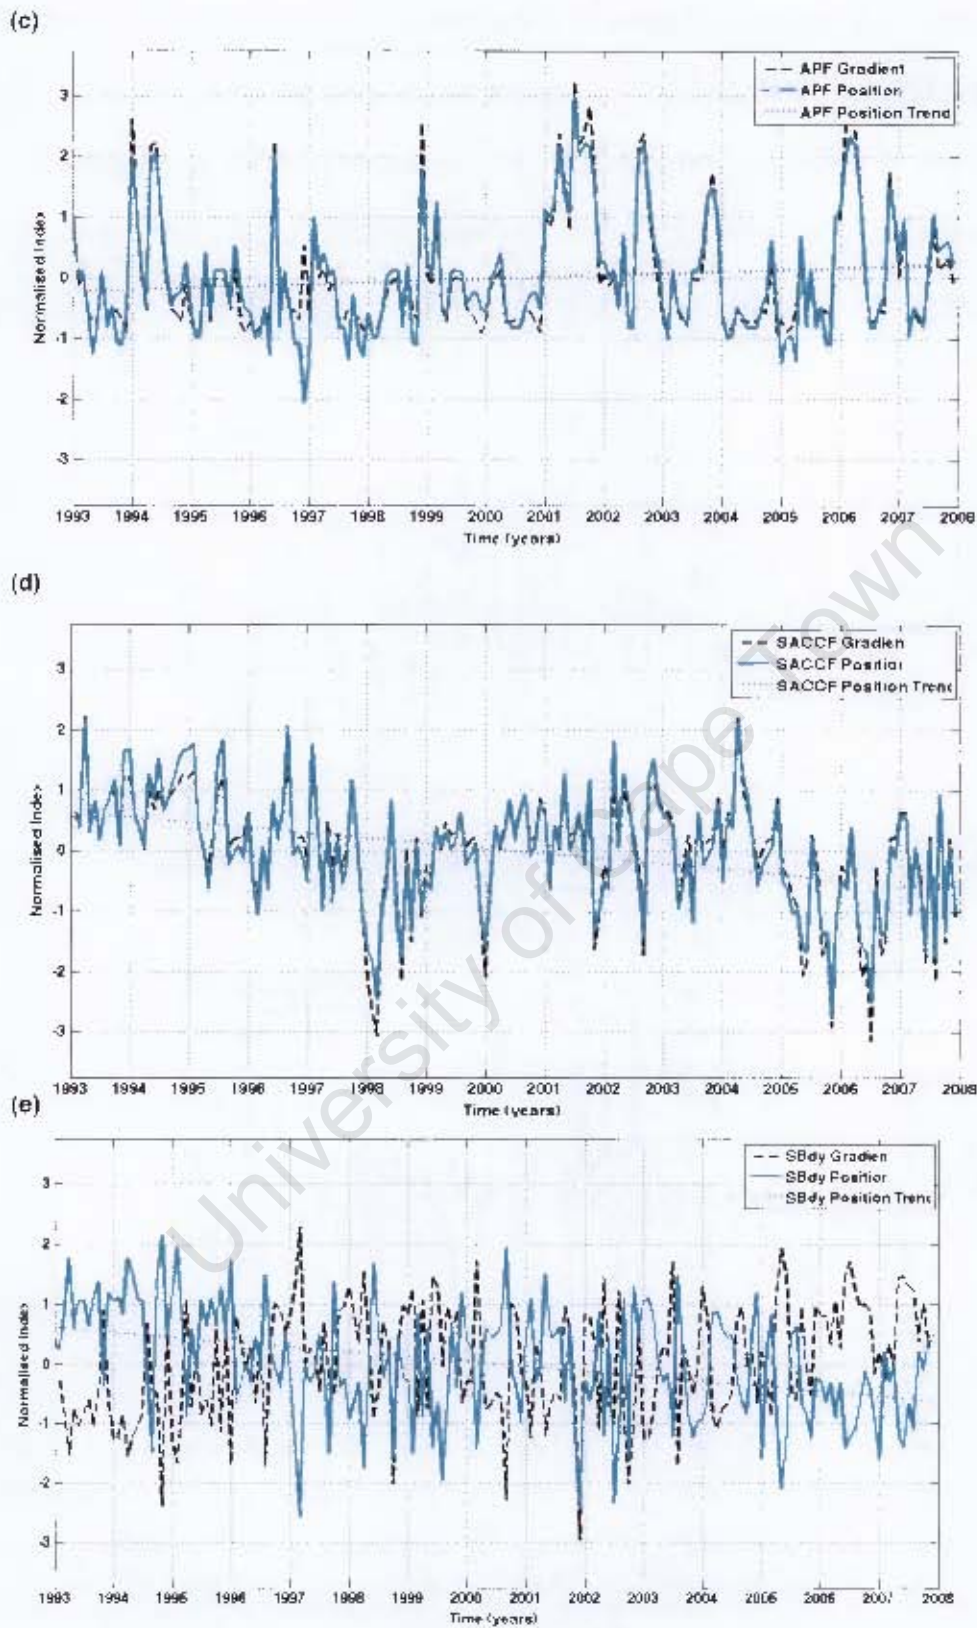 (c)
APF Gradient
APF Position
APF Position Trend
Normalised Index
3
2
1
0
-1
-2
-3
1993 1994 1995 1996 1997 1998 1999 2000 2001 2002 2003 2004 2005 2006 2007 2008
Time (years)
(d)
SACCF Gradien
SACCF Position
SACCF Position Trend
Normalised Index
3
2
1
0
-1
-2
-3
1993 1994 1995 1996 1997 1998 1999 2000 2001 2002 2003 2004 2005 2006 2007 2008
Time (years)
(e)
SBdy Gradien
SBdy Position
SBdy Position Trend
Normalised Index
3
2
1
0
-1
-2
-3
1993 1994 1995 1996 1997 1998 1999 2000 2001 2002 2003 2004 2005 2006 2007 2008
Time (years)
University of Cape Town